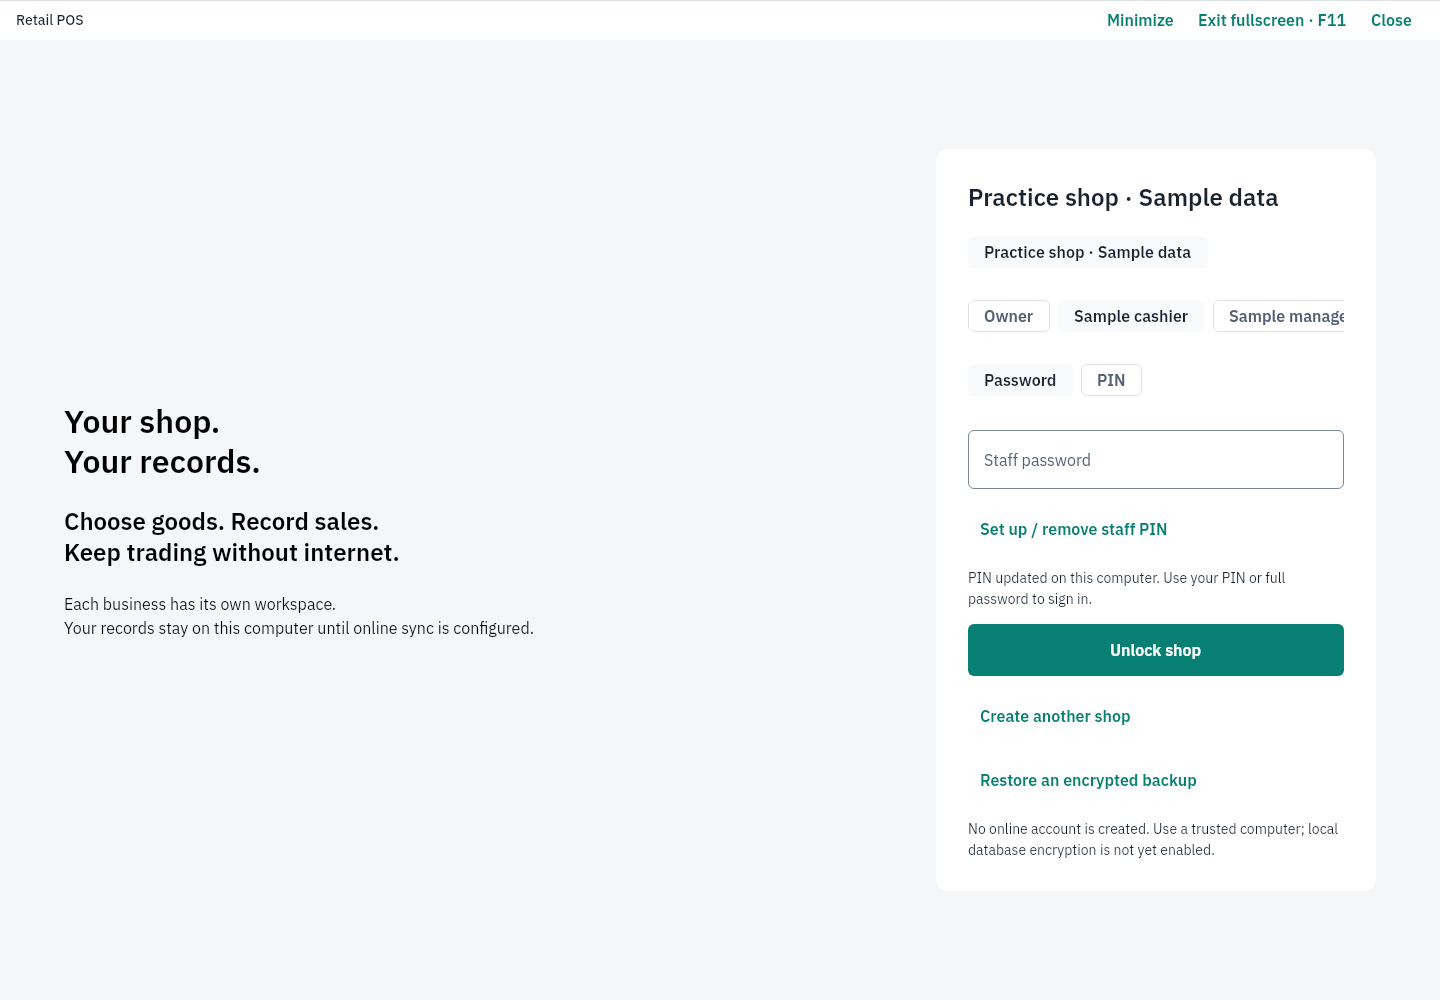 Retail POS
Minimize
Exit fullscreen · F11
Close
Your shop.
Your records.
Choose goods. Record sales.
Keep trading without internet.
Each business has its own workspace.
Your records stay on this computer until online sync is configured.
Practice shop · Sample data
Practice shop · Sample data
Owner
Sample cashier
Sample manage
Password
PIN
Staff password
Set up / remove staff PIN
PIN updated on this computer. Use your PIN or full
password to sign in.
Unlock shop
Create another shop
Restore an encrypted backup
No online account is created. Use a trusted computer; local
database encryption is not yet enabled.